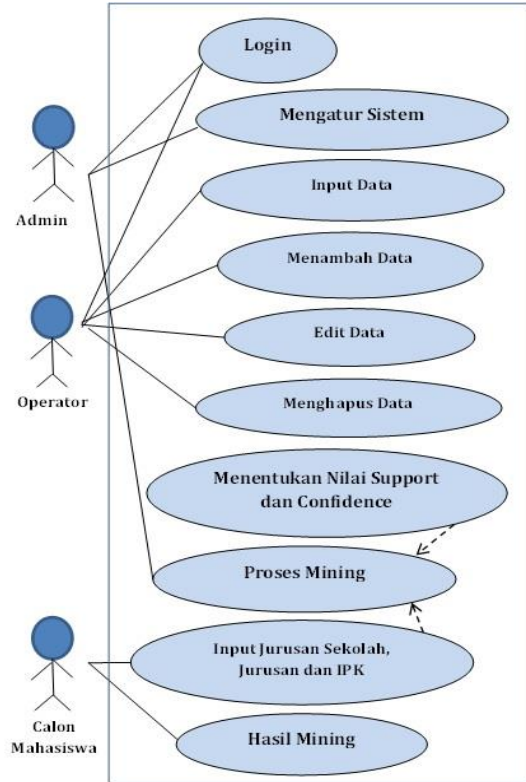 Login
Mengatur Sistem
Admin
Input Data
Menambah Data
Operator
Edit Data
Menghapus Data
Menentukan Nilai Support
dan Confidence
Proses Mining
Calon
Mahasiswa
Input Jurusan Sekolah,
Jurusan dan IPK
Hasil Mining